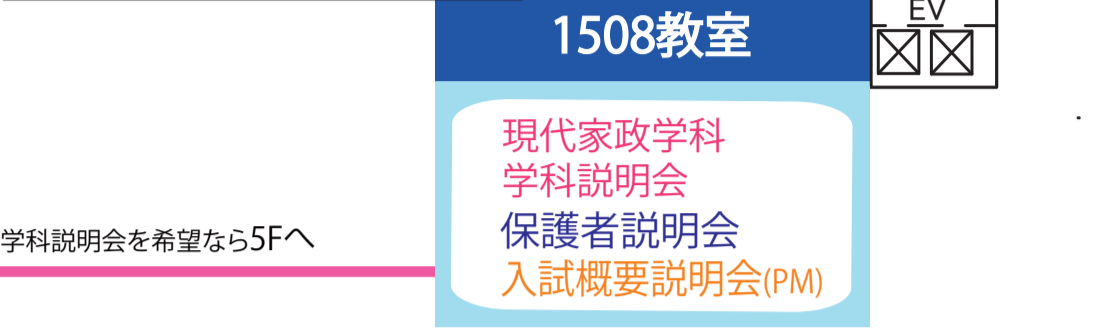 EV
1508教室
現代家政学科
学科説明会
保護者説明会
入試概要説明会(PM)
学科説明会を希望なら5Fへ